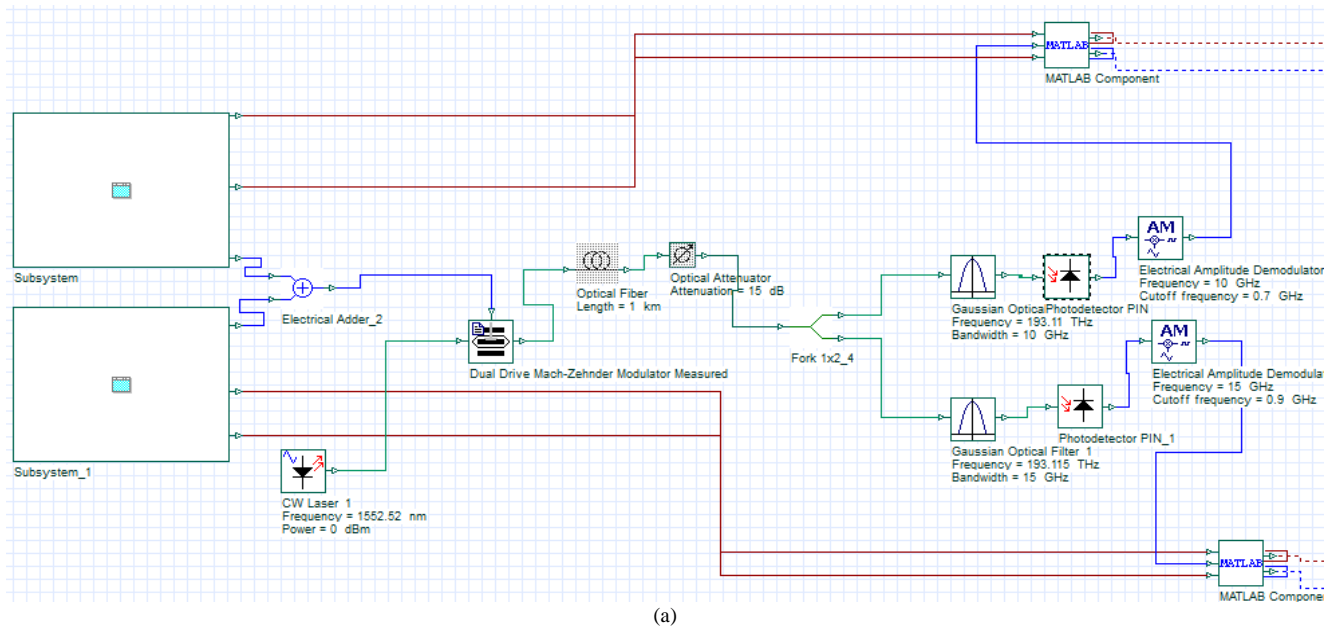 MATLAB
MATLAB Component
Subsystem
Electrical Adder_2
Optical Fiber
Length = 1 km
Optical Attenuator
Attenuation = 15 dB
Dual Drive Mach-Zehnder Modulator Measured
Fork 1x2_4
Gaussian Optical
Frequency = 193.11 THz
Bandwidth = 10 GHz
Photodetector PIN
AM
Electrical Amplitude Demodulator
Frequency = 10 GHz
Cutoff frequency = 0.7 GHz
AM
Electrical Amplitude Demodulat
Frequency = 15 GHz
Cutoff frequency = 0.9 GHz
Photodetector PIN_1
Gaussian Optical Filter_1
Frequency = 193.115 THz
Bandwidth = 15 GHz
Subsystem_1
CW Laser_1
Frequency = 1552.52 nm
Power = 0 dBm
MATLAB
MATLAB Compone
(a)